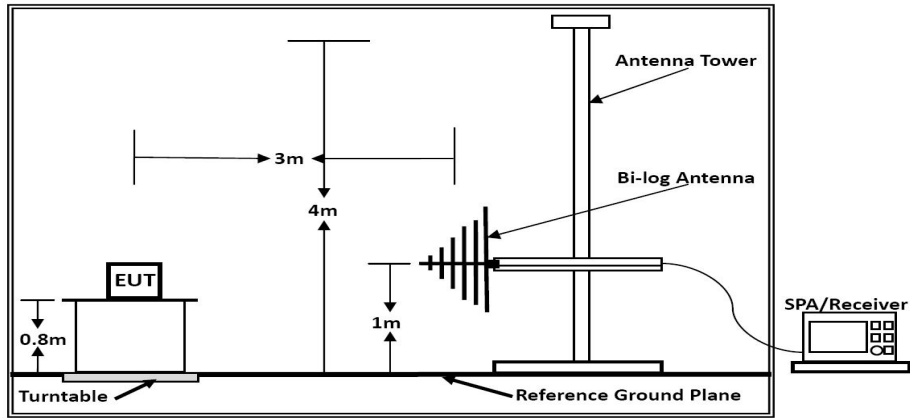 Antenna Tower
3m
Bi-log Antenna
4m
EUT
SPA/Receiver
1m
0.8m
Turntable
Reference Ground Plane